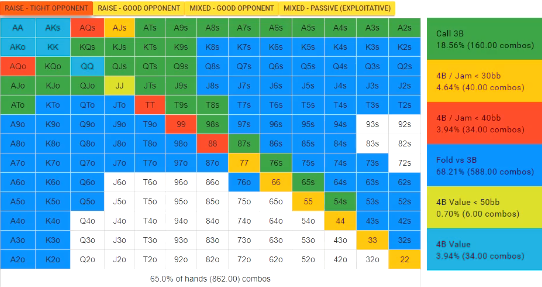 RAISE - TIGHT OPPONENT RAISE - GOOD OPPONENT MIXED - GOOD OPPONENT MIXED - PASSIVE (EXPLOITATIVE)
AA AKs AQs AJs ATs A9s A8s A7s A6s A5s A4s A3s A2s
AKo KK KQs KJs KTs K9s K8s K7s K6s K5s K4s K3s K2s
AQo KQo QQ QJs QTs Q9s Q8s Q7s Q6s Q5s Q4s Q3s Q2s
AJo KJo QJo JJ JTs J9s J8s J7s J6s J5s J4s J3s J2s
ATo KTo QTo JTo TT T9s T8s T7s T6s T5s T4s T3s T2s
A9o K9o Q9o J9o T9o 99 98s 97s 96s 95s 94s 93s 92s
A8o K8o Q8o J8o T8o 98o 88 87s 86s 85s 84s 83s 82s
A7o K7o Q7o J7o T7o 97o 87o 77 76s 75s 74s 73s 72s
A6o K6o Q6o J6o T6o 96o 86o 76o 66 65s 64s 63s 62s
A5o K5o Q5o J5o T5o 95o 85o 75o 65o 55 54s 53s 52s
A4o K4o Q4o J4o T4o 94o 84o 74o 64o 54o 44 43s 42s
A3o K3o Q3o J3o T3o 93o 83o 73o 63o 53o 43o 33 32s
A2o K2o Q2o J2o T2o 92o 82o 72o 62o 52o 42o 32o 22
65.0% of hands (862.00) combos
Call 3B
18.56% (160.00 combos)
4B / Jam < 30bb
4.64% (40.00 combos)
4B / Jam < 40bb
3.94% (34.00 combos)
Fold vs 3B
68.21% (588.00 combos)
4B Value < 50bb
0.70% (6.00 combos)
4B Value
3.94% (34.00 combos)